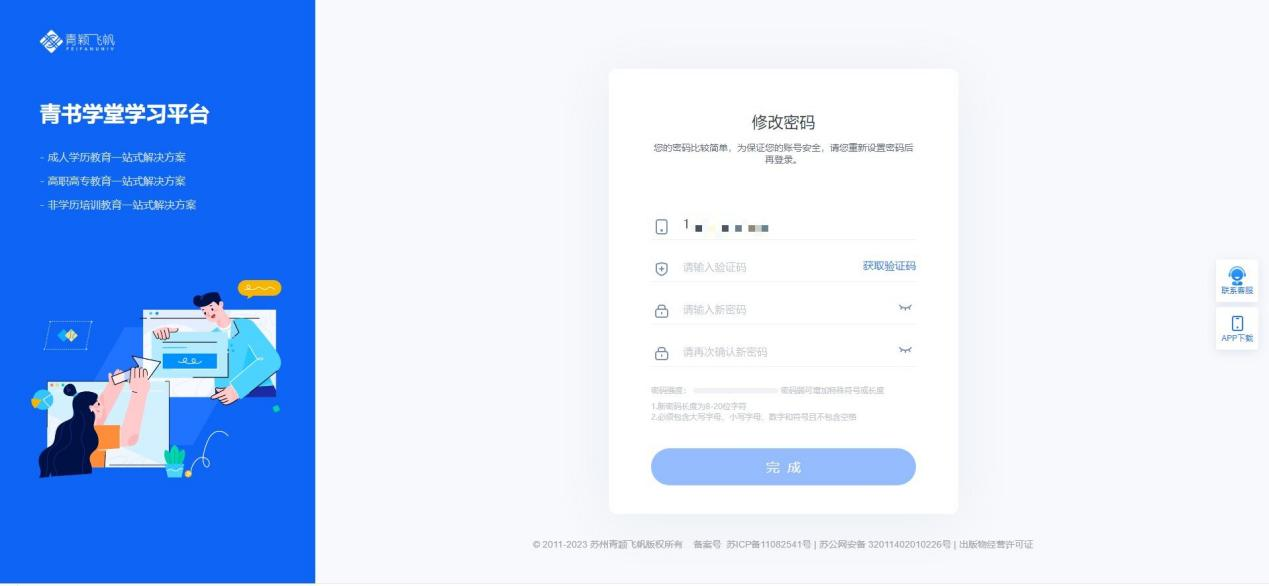 青颖飞帆
FEIFANUNIV
青书学堂学习平台
- 成人学历教育一站式解决方案
- 高职高专教育一站式解决方案
- 非学历培训教育一站式解决方案
修改密码
您的密码比较简单，为保证您的账号安全，请您重新设置密码后
再登录。
1
请输入验证码 获取验证码
请输入新密码
请再次确认新密码
密码强度： 密码弱可增加特殊符号或长度
1.新密码长度为8-20位字符
2.必须包含大写字母、小写字母、数字和符号且不包含空格
完 成
联系客服
APP下载
© 2011-2023 苏州青颖飞帆版权所有 备案号 苏ICP备11082541号 | 苏公网安备 32011402010226号 | 出版物经营许可证